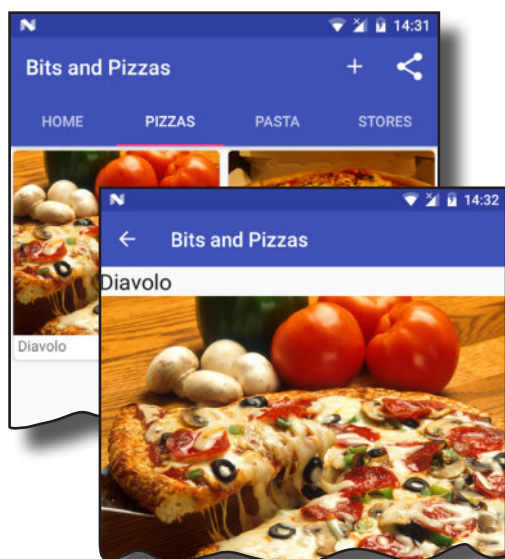 14:31
Bits and Pizzas
HOME PIZZAS PASTA STORES
Diavolo
14:32
Bits and Pizzas
Diavolo